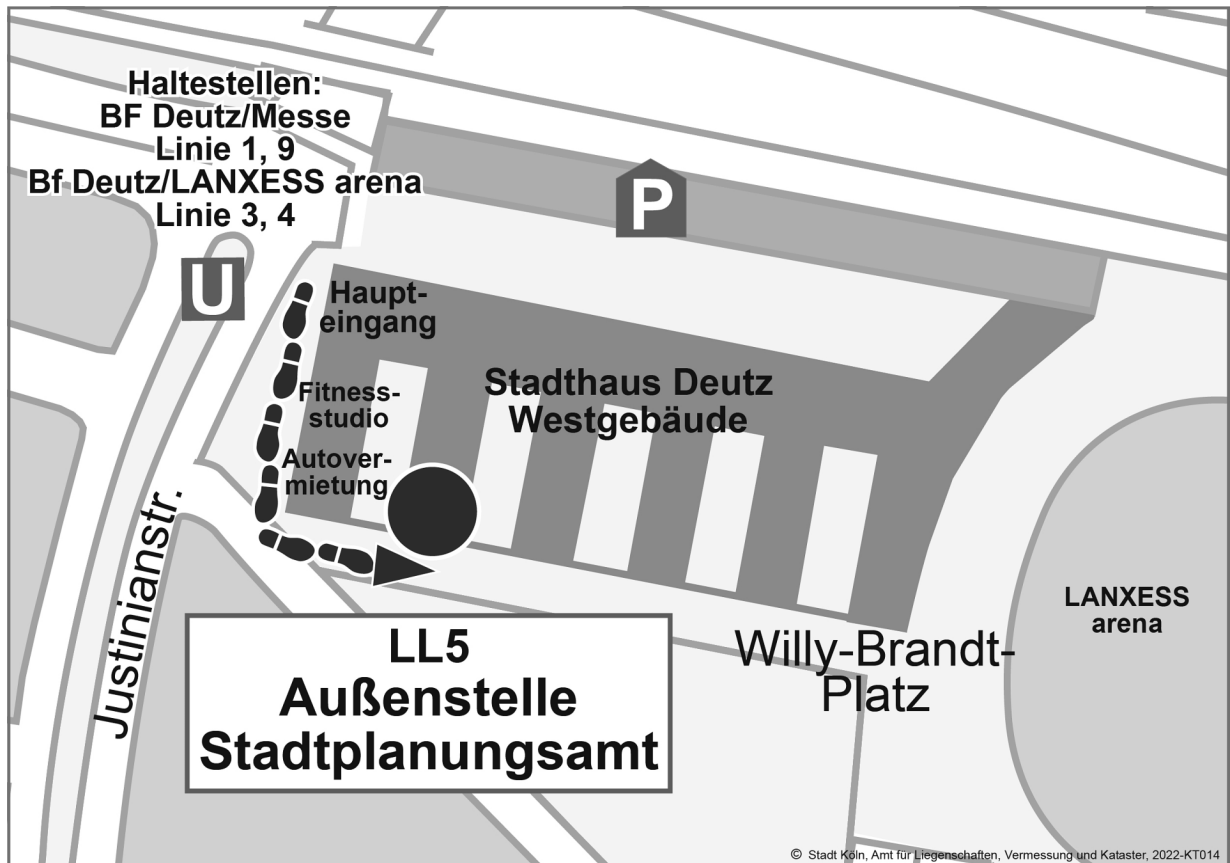 Haltestellen:
BF Deutz/Messe
Linie 1, 9
Bf Deutz/LANXESS arena
Linie 3, 4
P
U
Haupt-
eingang
Fitness-
studio
Autover-
mietung
Stadthaus Deutz
Westgebäude
Justinianstr.
LL5
Außenstelle
Stadtplanungsamt
Willy-Brandt-
Platz
LANXESS
arena
© Stadt Köln, Amt für Liegenschaften, Vermessung und Kataster, 2022-KT014